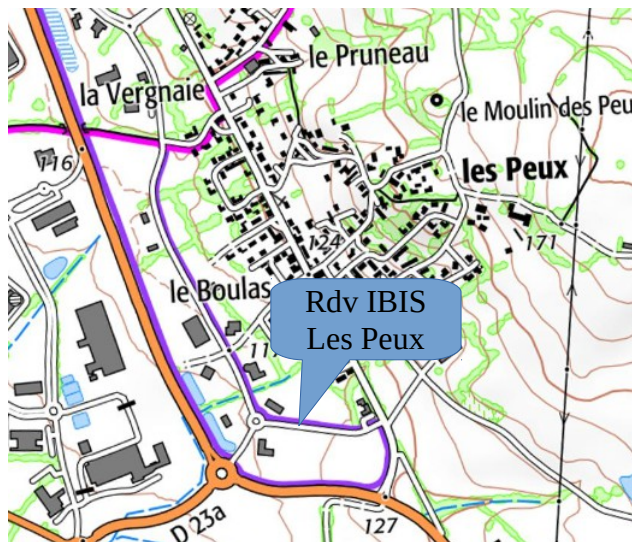 le Pruneau
la Vergnaie
le Moulin des Peu
116
les Peux
124
171
le Boulas
Rdv IBIS
Les Peux
11
D 23a
127